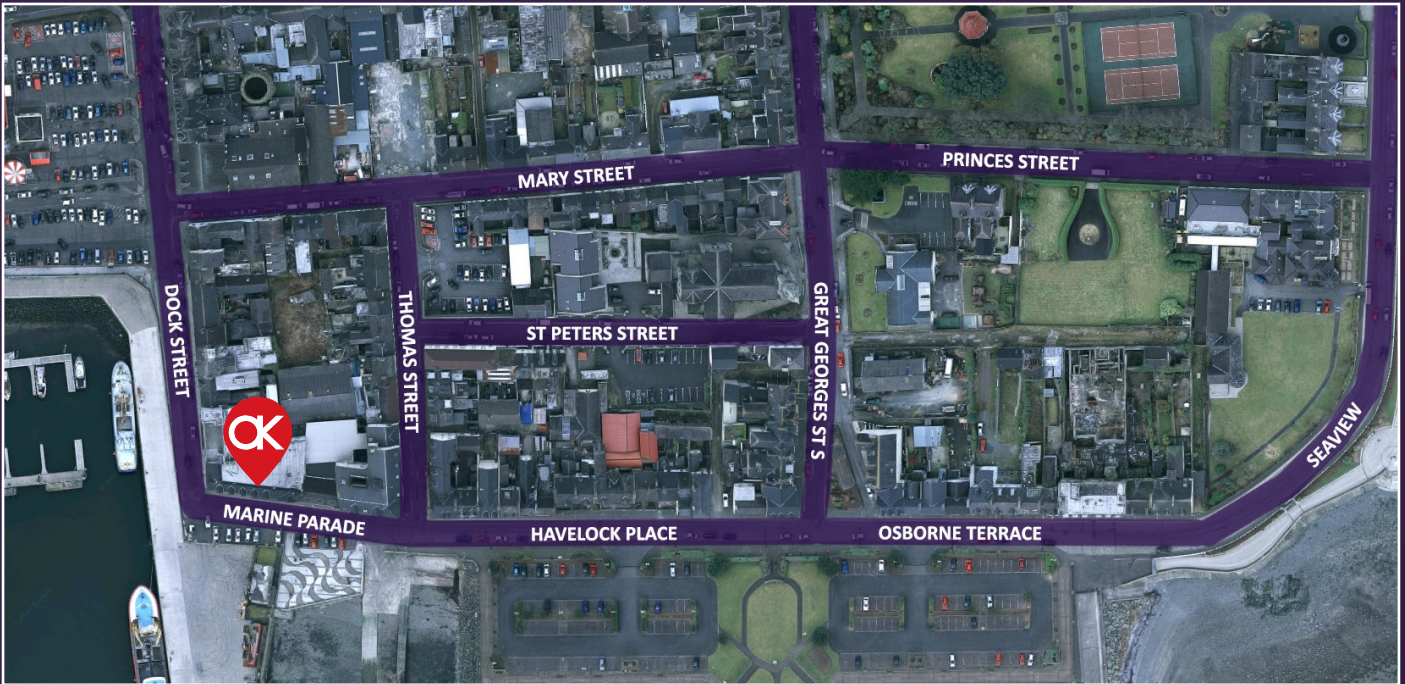 PRINCES STREET
MARY STREET
DOCK STREET
THOMAS STREET
ST PETERS STREET
GREAT GEORGES ST S
OK
SEAVIEW
MARINE PARADE
HAVELOCK PLACE
OSBORNE TERRACE